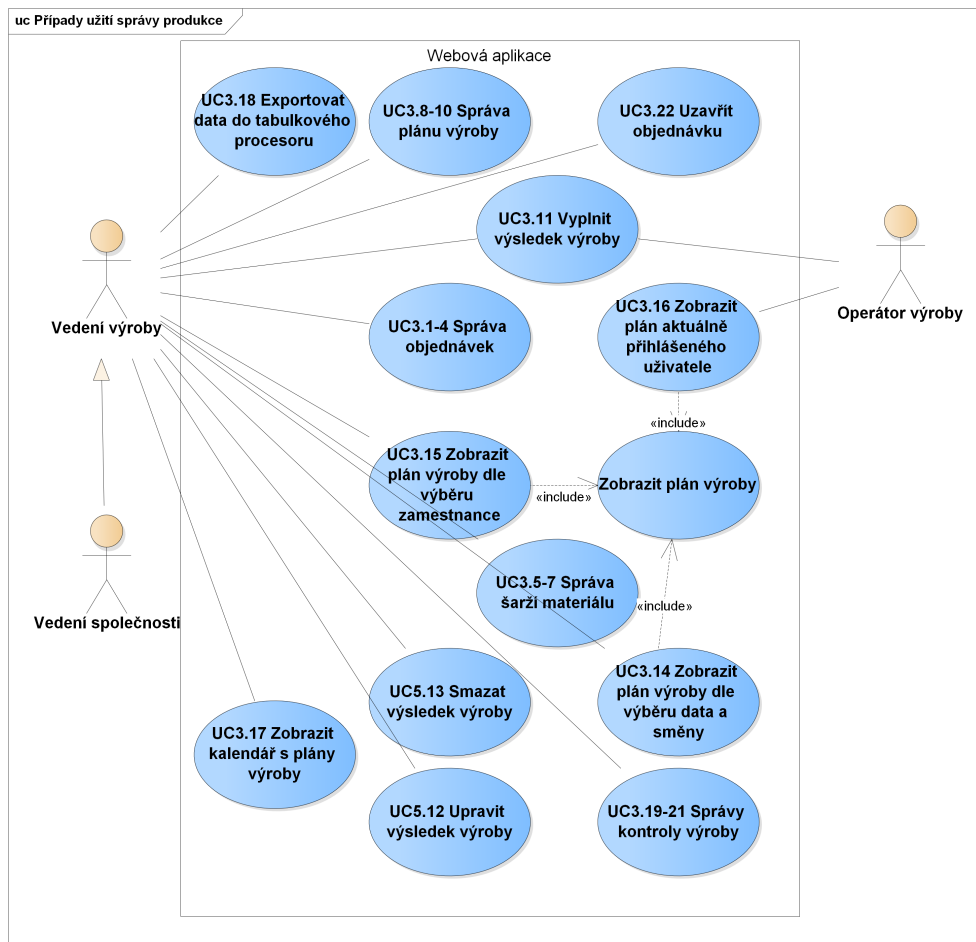 uc Případy užití správy produkce
Webová aplikace
UC3.18 Exportovat
data do tabulkového
procesoru
UC3.8-10 Správa
plánu výroby
UC3.22 Uzavřít
objednávku
UC3.11 Vyplnit
výsledek výroby
Vedení výroby
Operátor výroby
UC3.1-4 Správa
objednávek
UC3.16 Zobrazit
plán aktuálně
přihlášeného
uživatele
«include»
UC3.15 Zobrazit
plán výroby dle
výběru
zamestnance
«include»
Zobrazit plán výroby
UC3.5-7 Správa
šarží materiálu
«include»
Vedení společnosti
UC5.13 Smazat
výsledek výroby
UC3.14 Zobrazit
plán výroby dle
výběru data a
směny
UC3.17 Zobrazit
kalendář s plány
výroby
UC5.12 Upravit
výsledek výroby
UC3.19-21 Správy
kontroly výroby